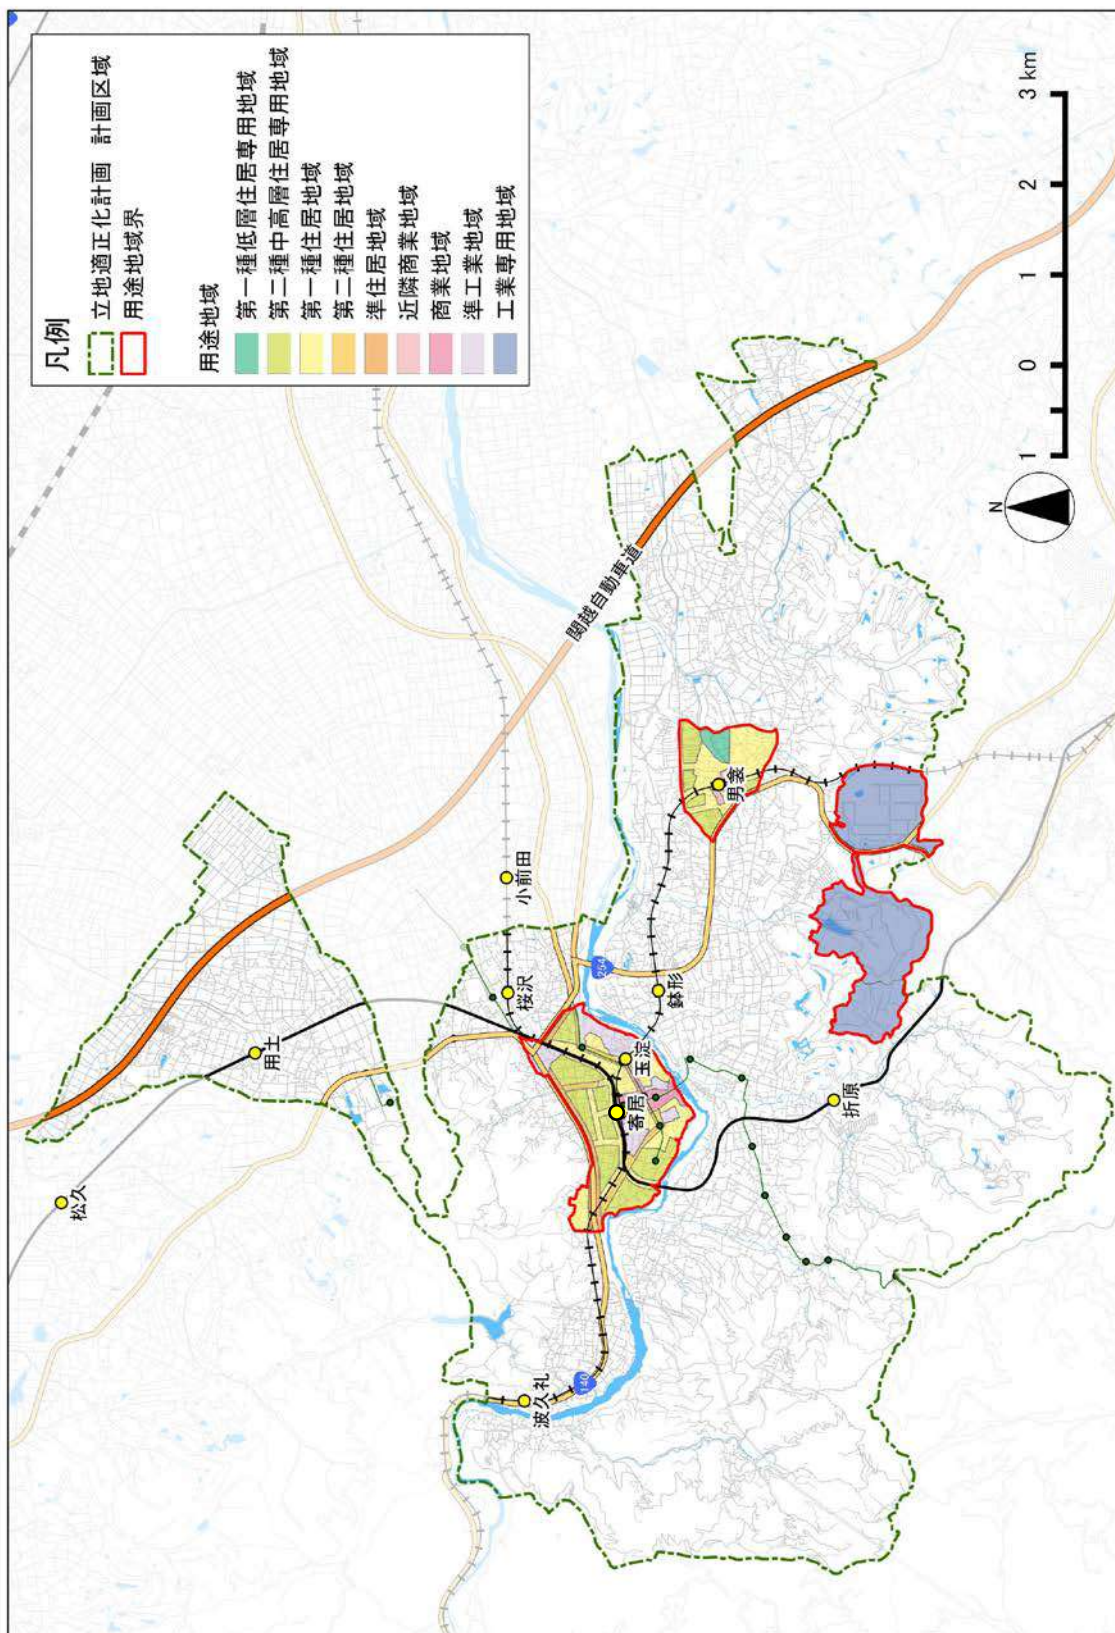 凡例
立地適正化計画 計画区域
用途地域界
用途地域
第一種低層住居専用地域
第二種中高層住居専用地域
第一種住居地域
第二種住居地域
準住居地域
近隣商業地域
商業地域
準工業地域
工業専用地域
松久
用土
小前田
桜沢
関越自動車道
波久礼
140
寄居
玉淀
254
鉢形
男衾
折原
N
1 0 1 2 3 km